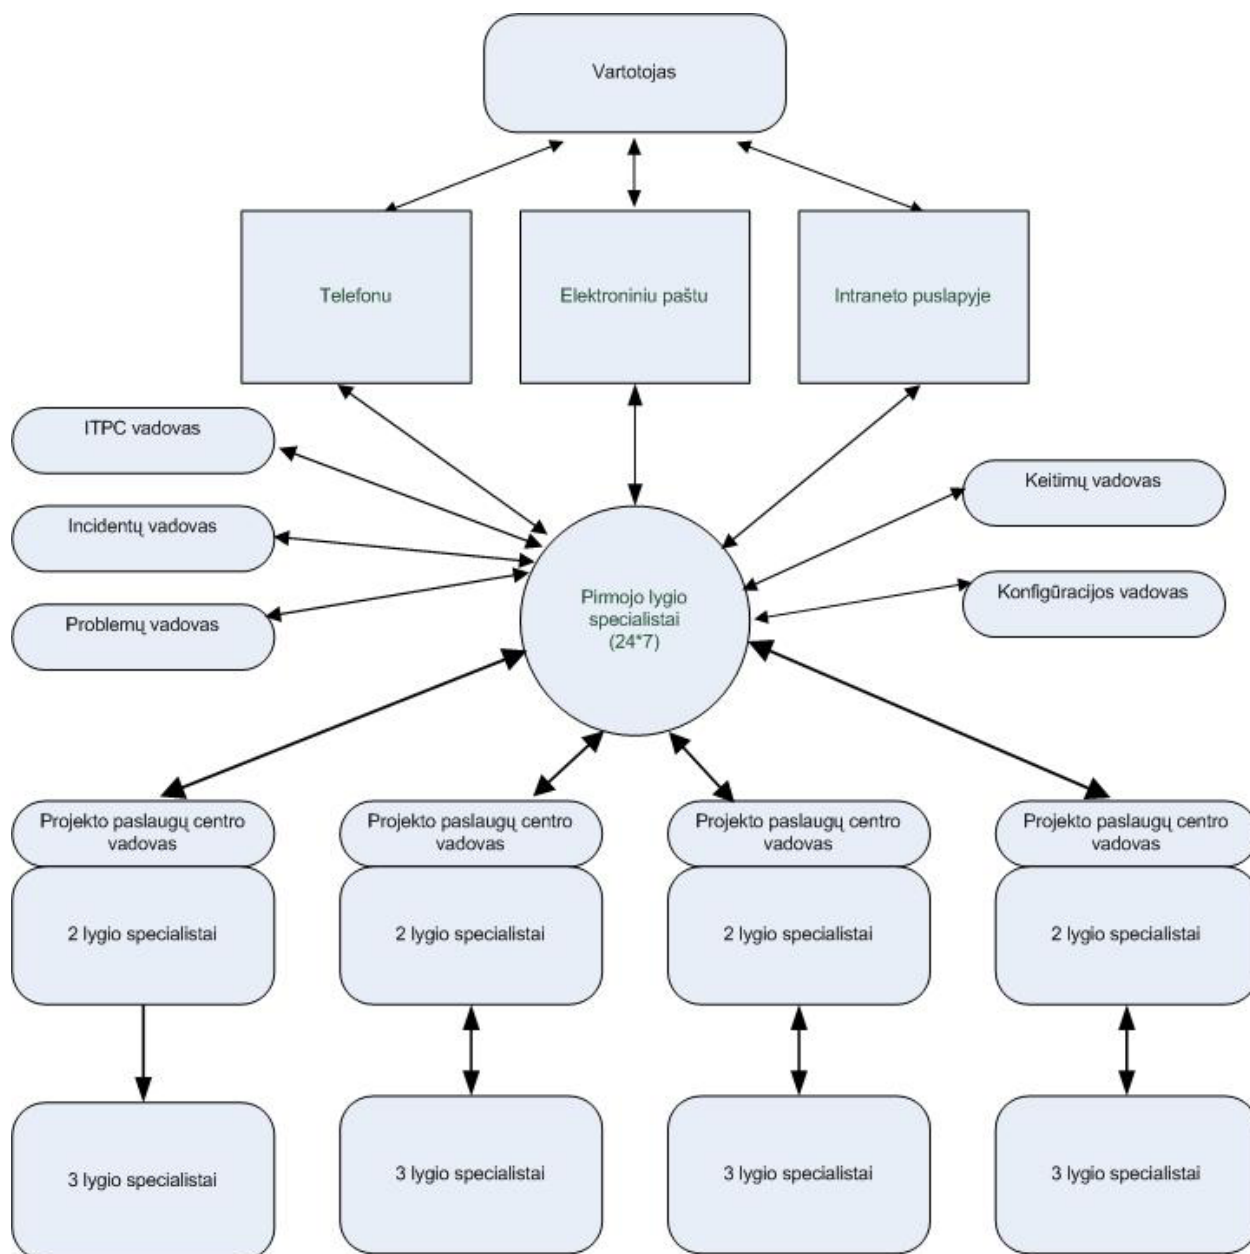 Vartotojas
Telefonu
Elektroniniu paštu
Intraneto puslapyje
ITPC vadovas
Incidentų vadovas
Problemų vadovas
Keitimų vadovas
Konfigūracijos vadovas
Pirmojo lygio
specialistai
(24*7)
Projekto paslaugų centro
vadovas
Projekto paslaugų centro
vadovas
Projekto paslaugų centro
vadovas
Projekto paslaugų centro
vadovas
2 lygio specialistai
2 lygio specialistai
2 lygio specialistai
2 lygio specialistai
3 lygio specialistai
3 lygio specialistai
3 lygio specialistai
3 lygio specialistai